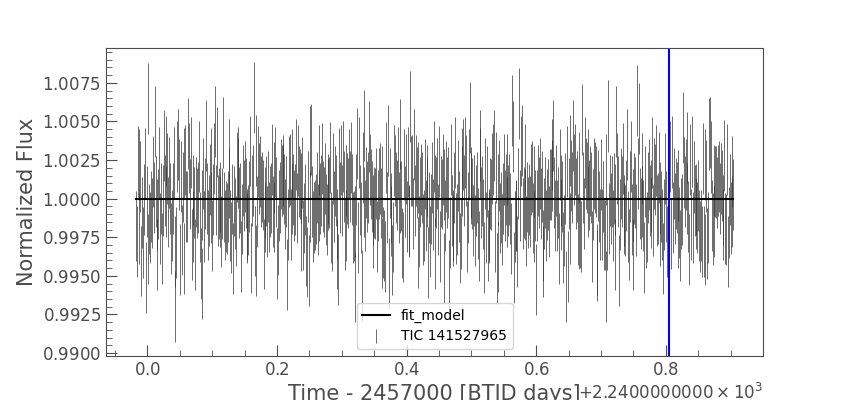 Normalized Flux
1.0075
1.0050
1.0025
1.0000
0.9975
0.9950
0.9925
0.9900
fit_model
TIC 141527965
0.0 0.2 0.4 0.6 0.8
Time - 2457000 [BTJD days]
+2.2400000000 × 10³